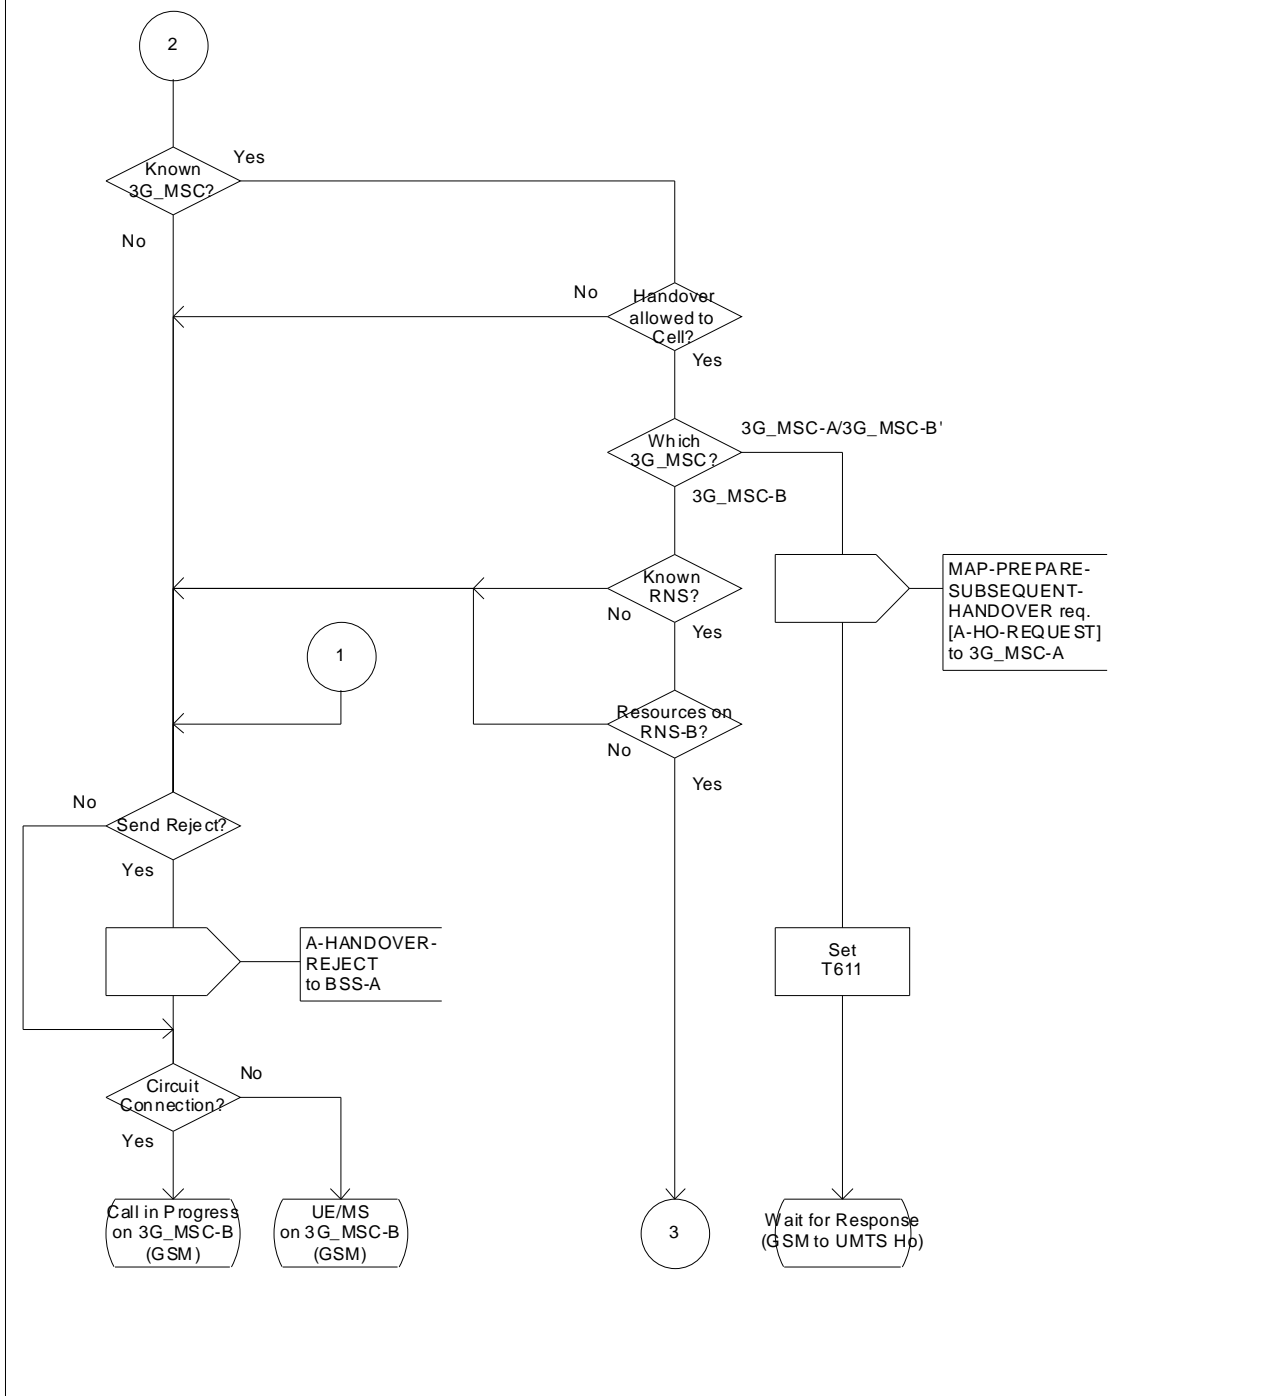 2
Known
3G_MSC?
Yes
No
No
Handover
allowed to
Cell?
Yes
Which
3G_MSC?
3G_MSC-A/3G_MSC-B'
3G_MSC-B
Known
RNS?
No
Yes
MAP-PREPARE-
SUBSEQUENT-
HANDOVER req.
[A-HO-REQUEST]
to 3G_MSC-A
1
Resources on
RNS-B?
No
Yes
No
Send Reject?
Yes
A-HANDOVER-
REJECT
to BSS-A
Set
T611
Circuit
Connection?
No
Yes
Call in Progress
on 3G_MSC-B
(GSM)
UE/MS
on 3G_MSC-B
(GSM)
3
Wait for Response
(GSM to UMTS Ho)